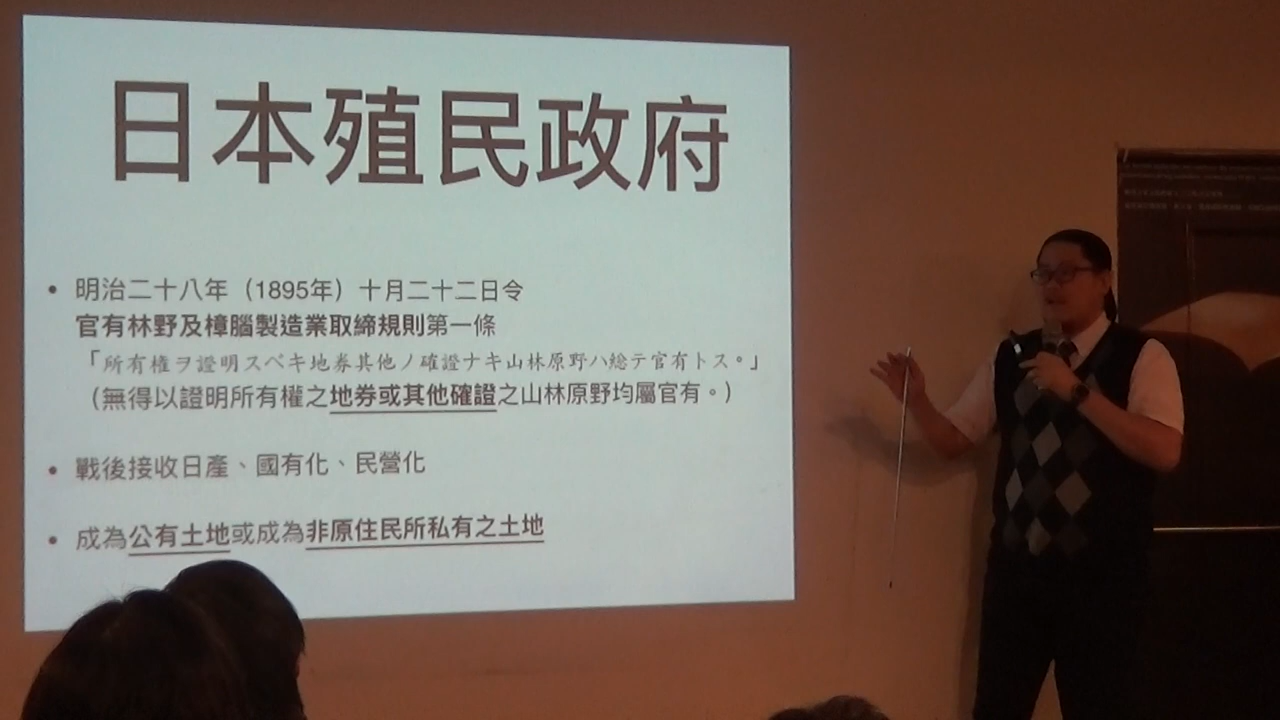 日本殖民政府
• 明治二十八年（1895年）十月二十二日令
官有林野及樟腦製造業取締規則第一條
「所有權ヲ證明スベキ地券其他ノ確證ナキ山林原野ハ総テ官有トス。」
（無得以證明所有權之地券或其他確證之山林原野均屬官有。）
• 戰後接收日產、國有化、民營化
• 成為公有土地或成為非原住民所私有之土地